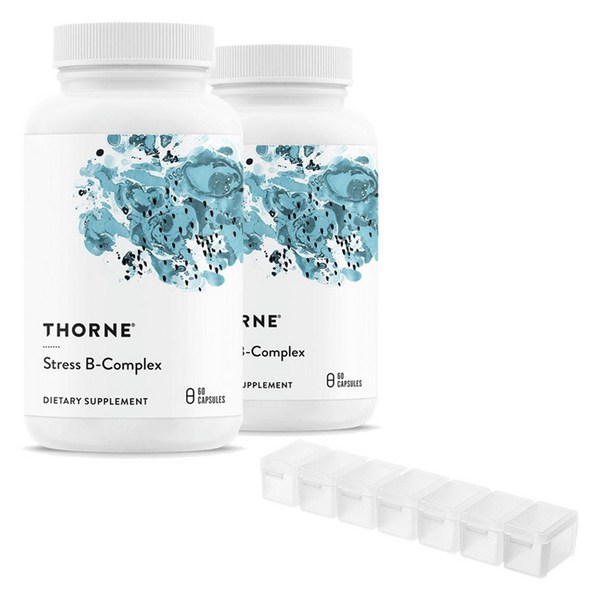 THORNE®
Stress B-Complex
DIETARY SUPPLEMENT
60
CAPSULES
RNE®
-Complex
SUPPLEMENT
60
CAPSULES